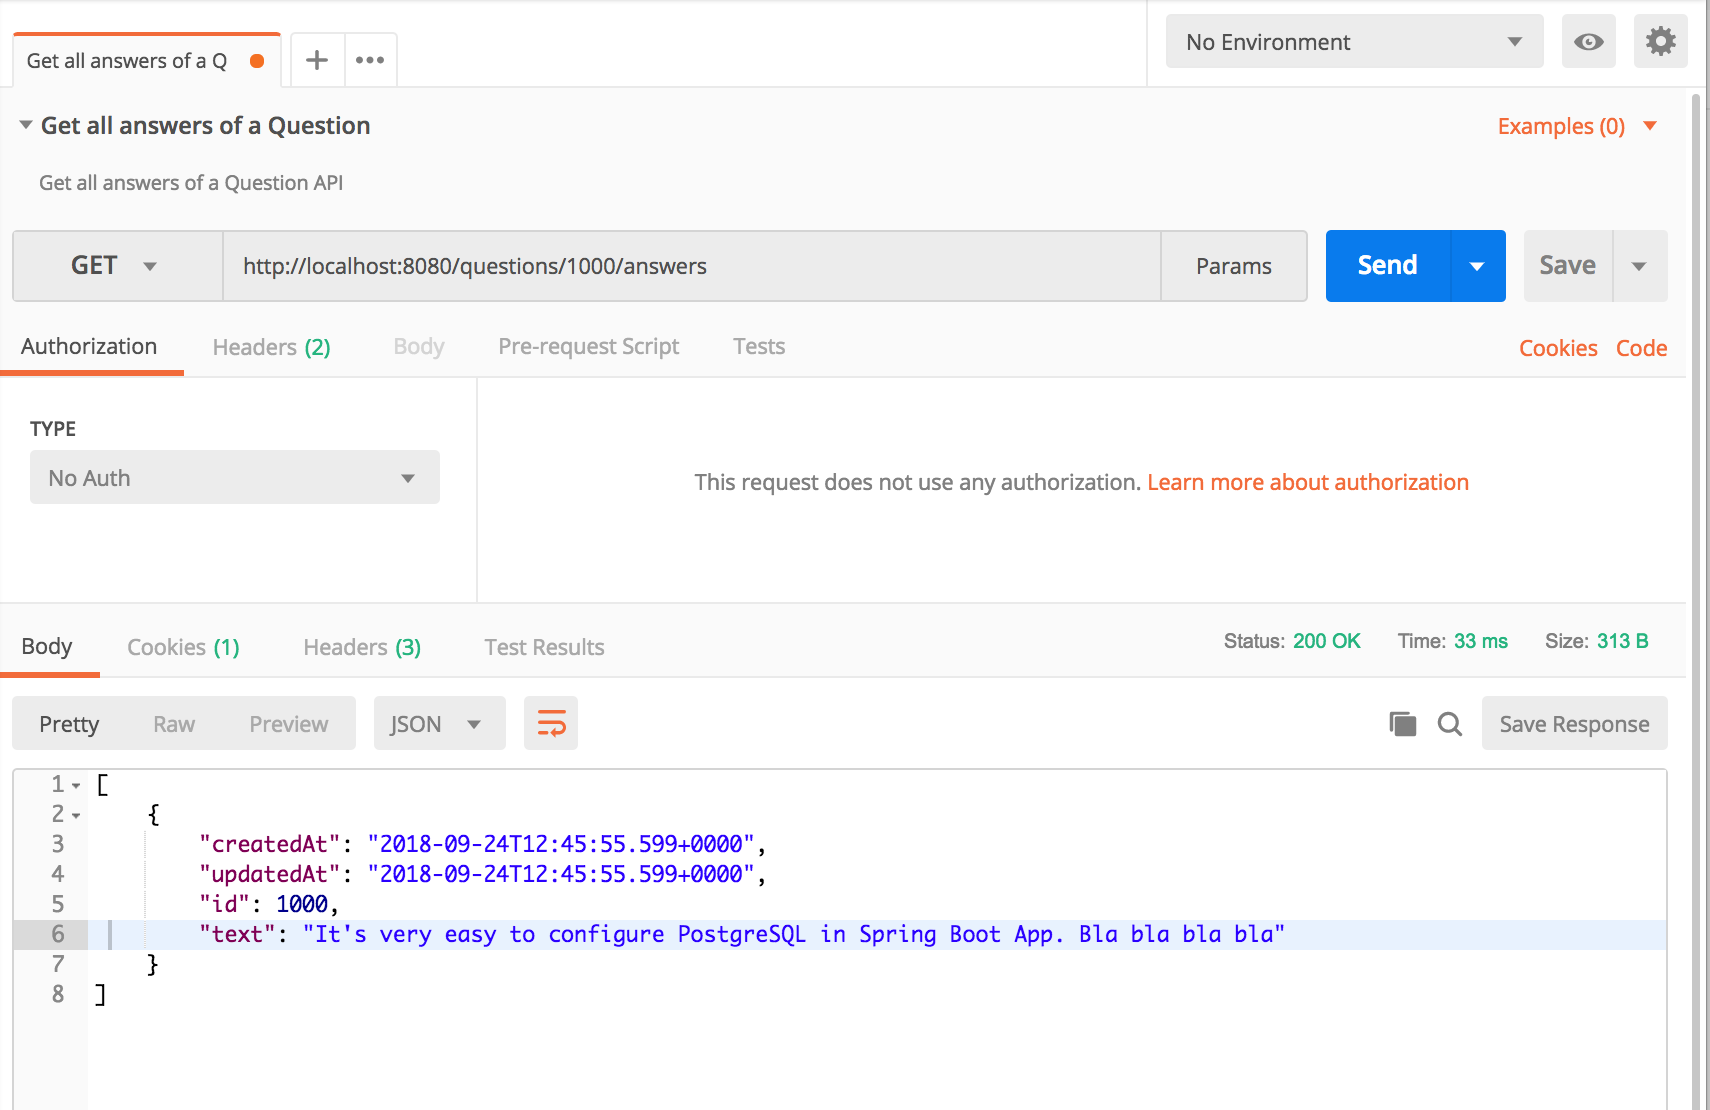 Get all answers of a Q
No Environment
Get all answers of a Question
Examples (0)
Get all answers of a Question API
GET http://localhost:8080/questions/1000/answers Params Send Save
Authorization Headers (2) Body Pre-request Script Tests Cookies Code
TYPE
No Auth
This request does not use any authorization. Learn more about authorization
Body Cookies (1) Headers (3) Test Results Status: 200 OK Time: 33 ms Size: 313 B
Pretty Raw Preview JSON Save Response
1 [
2 {
3 "createdAt": "2018-09-24T12:45:55.599+0000",
4 "updatedAt": "2018-09-24T12:45:55.599+0000",
5 "id": 1000,
6 "text": "It's very easy to configure PostgreSQL in Spring Boot App. Bla bla bla bla"
7 }
8 ]